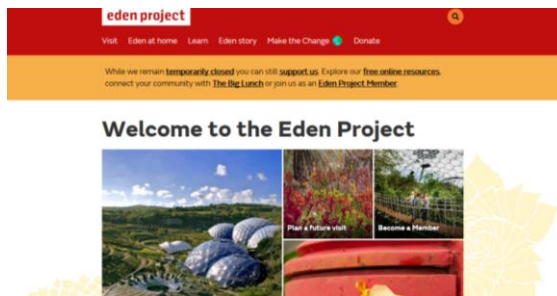 eden project
Visit Eden at home Learn Eden story Make the Change Donate
While we remain temporarily closed you can still support us. Explore our free online resources,
connect your community with The Big Lunch or join us as an Eden Project Member.
Welcome to the Eden Project
Plan a future visit
Become a Member